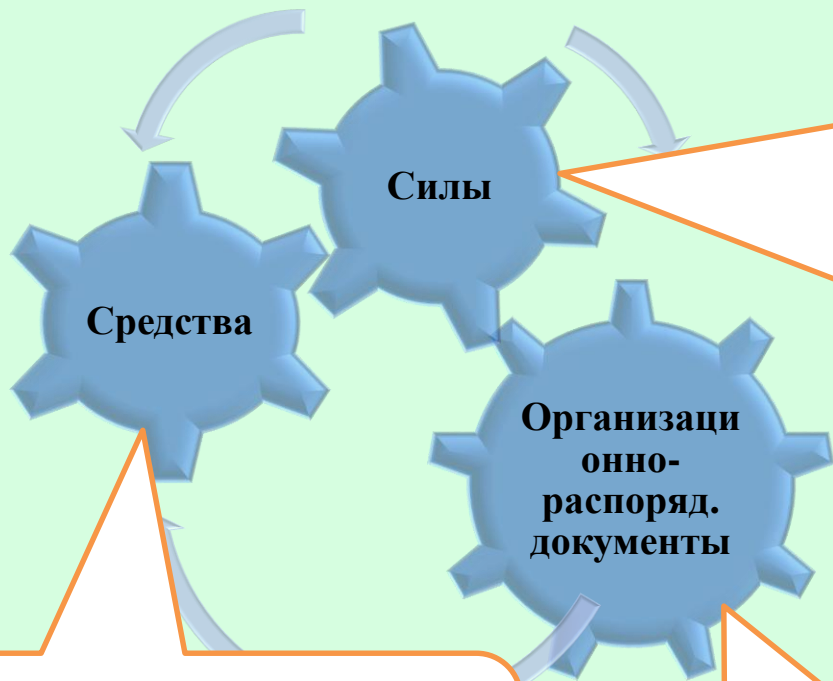 Силы
Средства
Организаци
онно-
распоряд.
документы